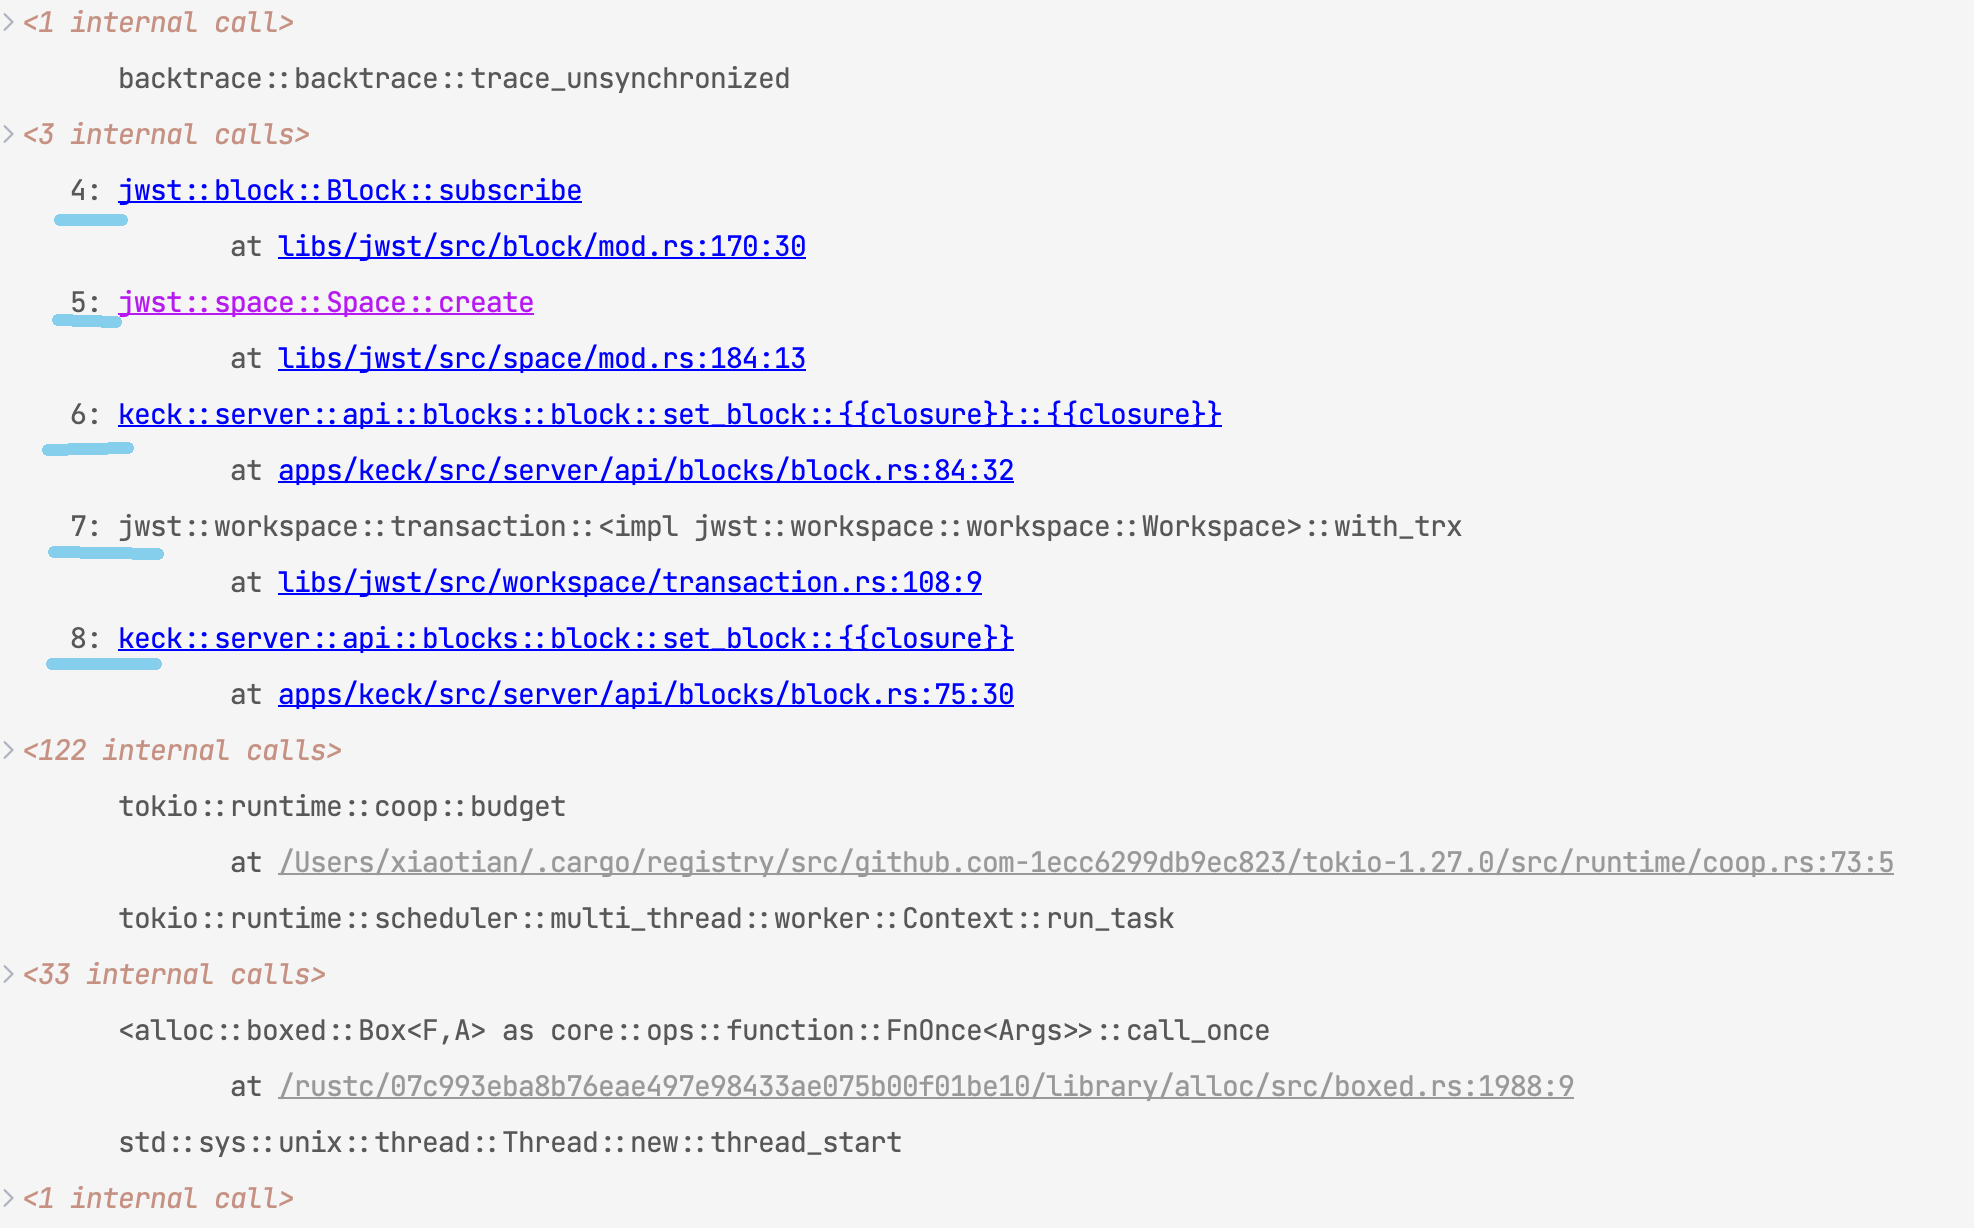 <1 internal call>
backtrace::backtrace::trace_unsynchronized
<3 internal calls>
4: jwst::block::Block::subscribe
at libs/jwst/src/block/mod.rs:170:30
5: jwst::space::Space::create
at libs/jwst/src/space/mod.rs:184:13
6: keck::server::api::blocks::block::set_block::{{closure}}::{{closure}}
at apps/keck/src/server/api/blocks/block.rs:84:32
7: jwst::workspace::transaction::<impl jwst::workspace::workspace::Workspace>::with_trx
at libs/jwst/src/workspace/transaction.rs:108:9
8: keck::server::api::blocks::block::set_block::{{closure}}
at apps/keck/src/server/api/blocks/block.rs:75:30
<122 internal calls>
tokio::runtime::coop::budget
at /Users/xiaotian/.cargo/registry/src/github.com-1ecc6299db9ec823/tokio-1.27.0/src/runtime/coop.rs:73:5
tokio::runtime::scheduler::multi_thread::worker::Context::run_task
<33 internal calls>
<alloc::boxed::Box<F,A> as core::ops::function::FnOnce<Args>>::call_once
at /rustc/07c993eba8b76eae497e98433ae075b00f01be10/library/alloc/src/boxed.rs:1988:9
std::sys::unix::thread::Thread::new::thread_start
<1 internal call>